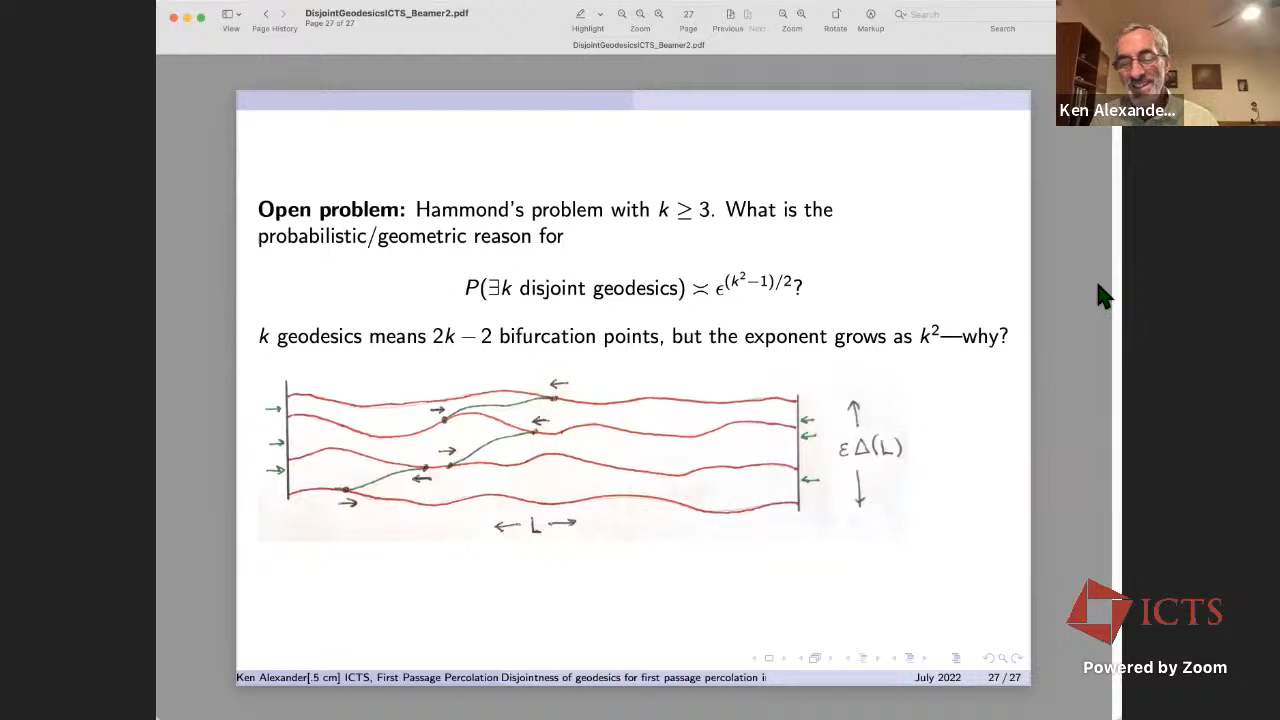 DisjointGeodesicsICTS_Beamer2.pdf
Page 27 of 27
27
Search
View
Page History
Highlight
Zoom
Page
Previous
Next
Zoom
Rotate
Markup
Search
DisjointGeodesicsICTS_Beamer2.pdf
Ken Alexande...
Open problem: Hammond's problem with k ≥ 3. What is the
probabilistic/geometric reason for
P(∃k disjoint geodesics) ≍ ϵ^{(k²−1)/2}?
k geodesics means 2k − 2 bifurcation points, but the exponent grows as k²—why?
εΔ(L)
← L →
ICTS
Powered by Zoom
Ken Alexander[.5 cm] ICTS, First Passage Percolation
Disjointness of geodesics for first passage percolation i
July 2022
27 / 27